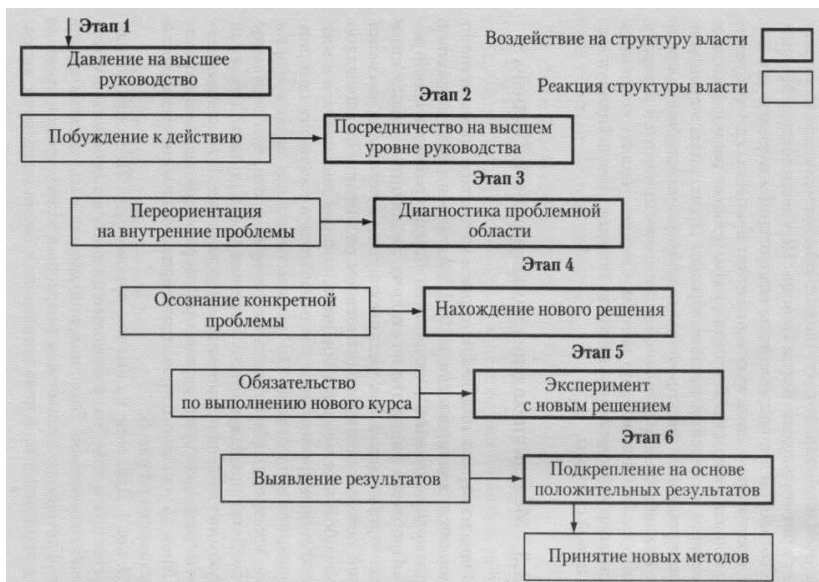 Этап 1
Давление на высшее
руководство
Воздействие на структуру власти
Реакция структуры власти
Этап 2
Побуждение к действию
Посредничество на высшем
уровне руководства
Этап 3
Переориентация
на внутренние проблемы
Диагностика проблемной
области
Этап 4
Осознание конкретной
проблемы
Нахождение нового решения
Этап 5
Обязательство
по выполнению нового курса
Эксперимент
с новым решением
Этап 6
Выявление результатов
Подкрепление на основе
положительных результатов
Принятие новых методов